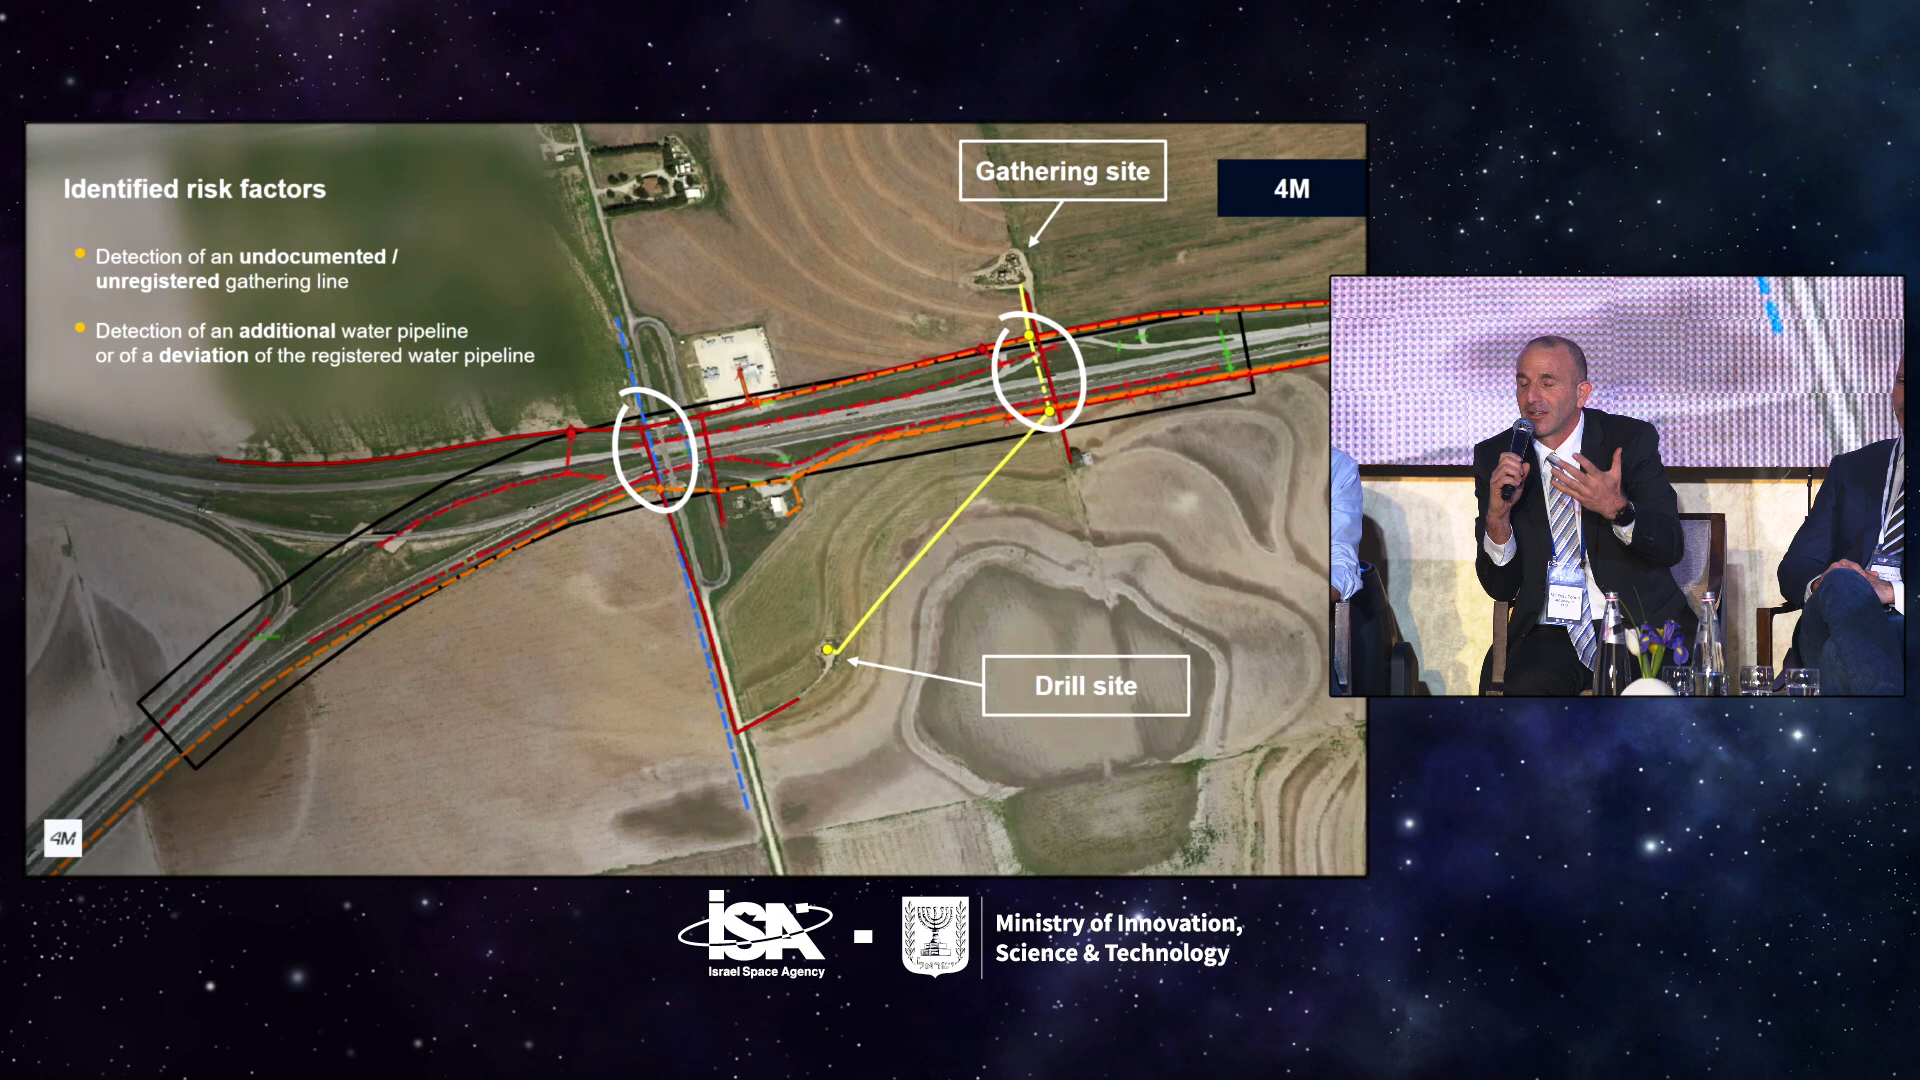 Identified risk factors
Detection of an undocumented /
unregistered gathering line
Detection of an additional water pipeline
or of a deviation of the registered water pipeline
Gathering site
4M
Drill site
4M
ISA
Israel Space Agency
Ministry of Innovation,
Science & Technology